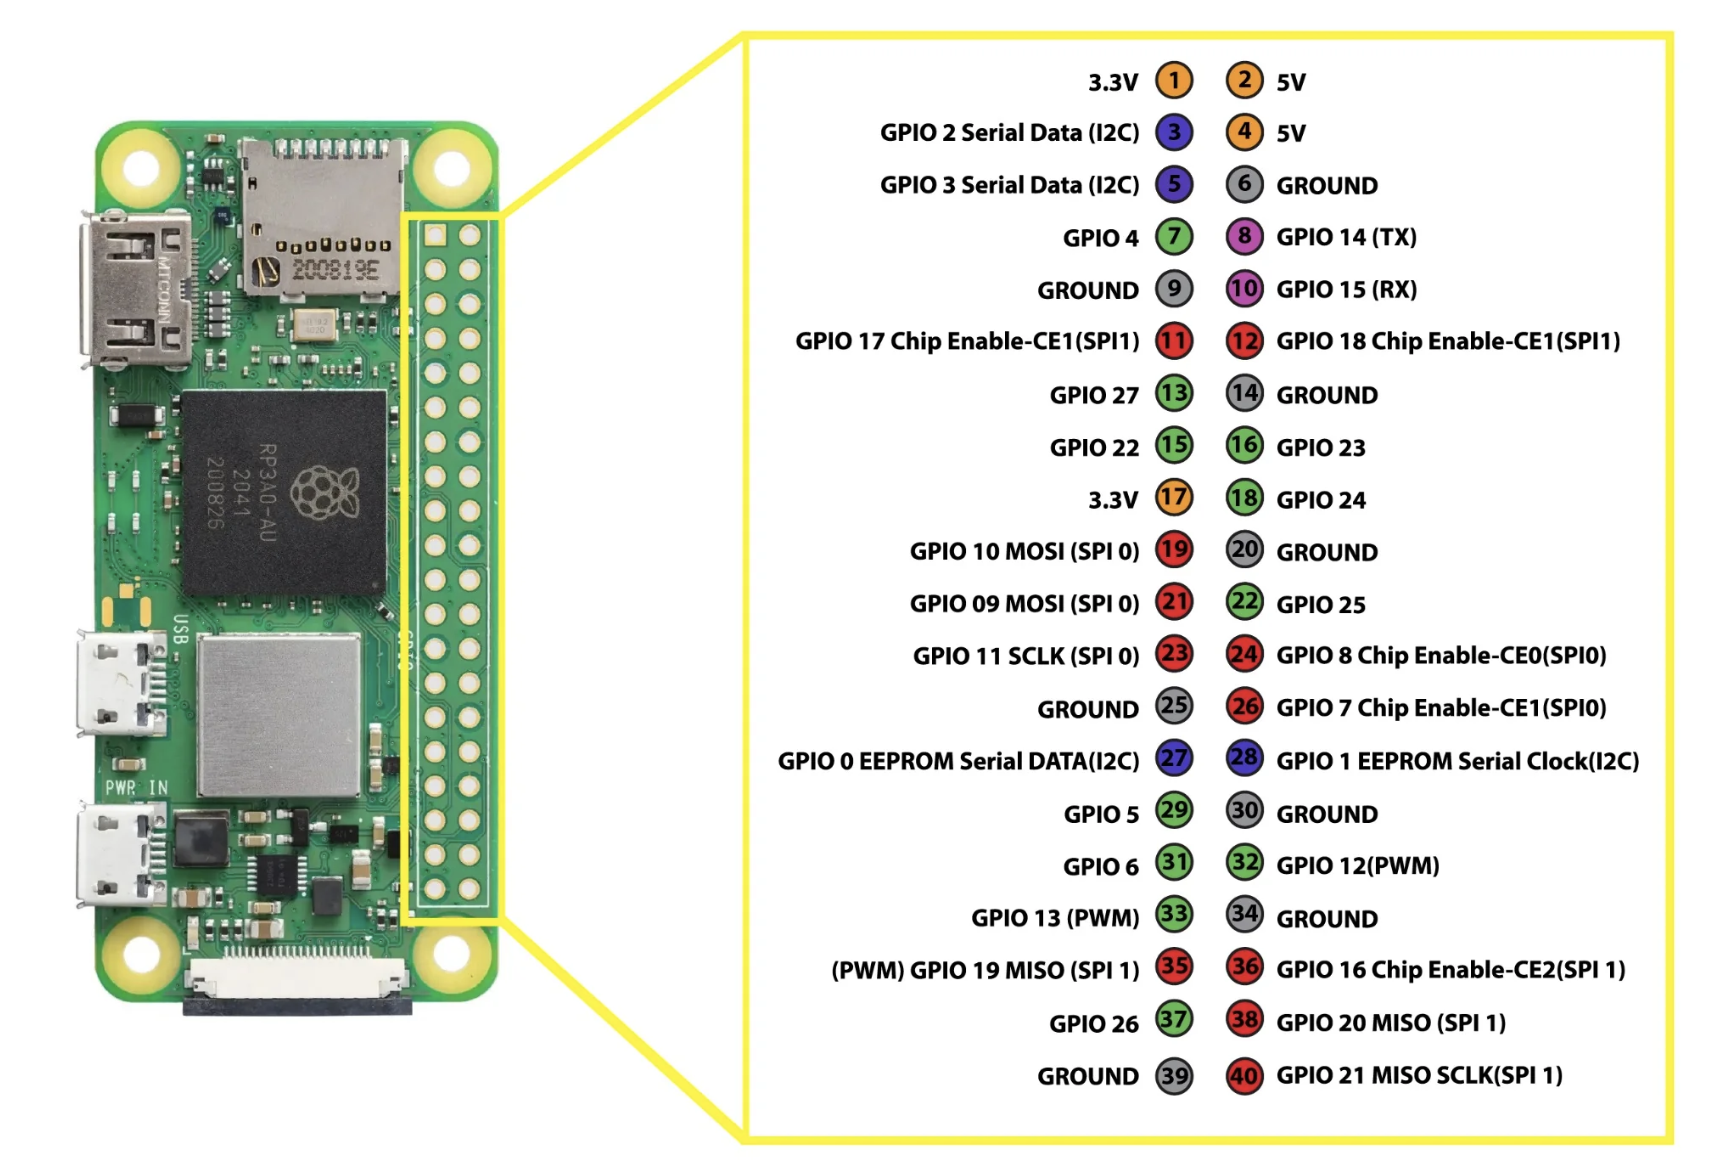 3.3V 1 2 5V
GPIO 2 Serial Data (I2C) 3 4 5V
GPIO 3 Serial Data (I2C) 5 6 GROUND
GPIO 4 7 8 GPIO 14 (TX)
GROUND 9 10 GPIO 15 (RX)
GPIO 17 Chip Enable-CE1(SPI1) 11 12 GPIO 18 Chip Enable-CE1(SPI1)
GPIO 27 13 14 GROUND
GPIO 22 15 16 GPIO 23
3.3V 17 18 GPIO 24
GPIO 10 MOSI (SPI 0) 19 20 GROUND
GPIO 09 MOSI (SPI 0) 21 22 GPIO 25
GPIO 11 SCLK (SPI 0) 23 24 GPIO 8 Chip Enable-CE0(SPI0)
GROUND 25 26 GPIO 7 Chip Enable-CE1(SPI0)
GPIO 0 EEPROM Serial DATA(I2C) 27 28 GPIO 1 EEPROM Serial Clock(I2C)
GPIO 5 29 30 GROUND
GPIO 6 31 32 GPIO 12(PWM)
GPIO 13 (PWM) 33 34 GROUND
(PWM) GPIO 19 MISO (SPI 1) 35 36 GPIO 16 Chip Enable-CE2(SPI 1)
GPIO 26 37 38 GPIO 20 MISO (SPI 1)
GROUND 39 40 GPIO 21 MISO SCLK(SPI 1)
200819E
MTCONN
RP3A0-AU
2041
200826
USB
PWR IN